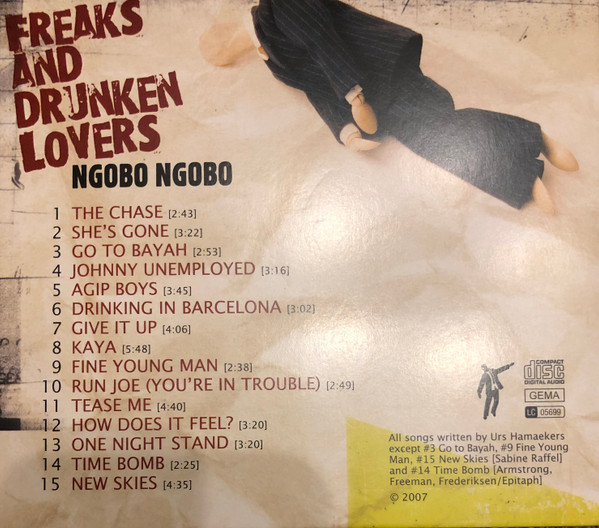 FREAKS
AND
DRUNKEN
LOVERS
NGOBO NGOBO
1 THE CHASE [2:43]
2 SHE'S GONE [3:22]
3 GO TO BAYAH [2:53]
4 JOHNNY UNEMPLOYED [3:16]
5 AGIP BOYS [3:45]
6 DRINKING IN BARCELONA [3:02]
7 GIVE IT UP [4:06]
8 KAYA [5:48]
9 FINE YOUNG MAN [2:38]
10 RUN JOE (YOU'RE IN TROUBLE) [2:49]
11 TEASE ME [4:40]
12 HOW DOES IT FEEL? [3:20]
13 ONE NIGHT STAND [3:20]
14 TIME BOMB [2:25]
15 NEW SKIES [4:35]
COMPACT
disc
DIGITAL AUDIO
GEMA
LC 05699
All songs written by Urs Hamaekers
except #3 Go to Bayah, #9 Fine Young
Man, #15 New Skies [Sabine Raffel]
and #14 Time Bomb [Armstrong,
Freeman, Frederiksen/Epitaph]
© 2007